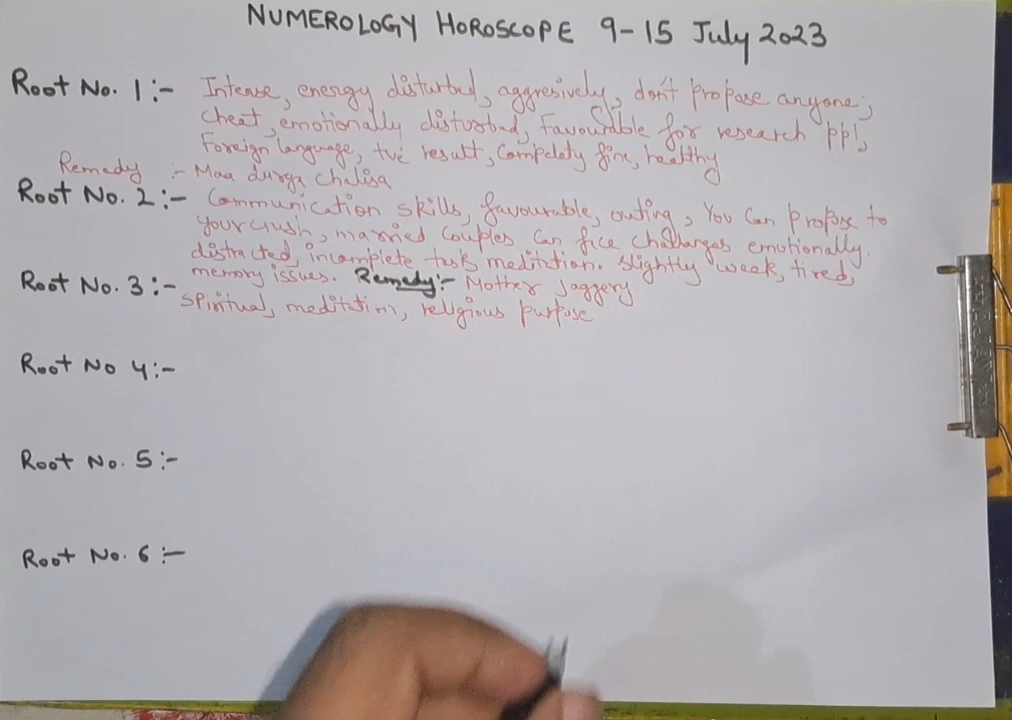 NUMEROLOGY HOROSCOPE 9-15 July 2023
Root No. 1 :- Intense, energy disturbed, aggresively, don't propose anyone,
cheat, emotionally disturbed, Favourable for research ppl,
Foreign language, +ve result, Completely fine, healthy
Remedy :- Maa durga Chalisa
Root No. 2 :- Communication skills, favourable, outing, You Can propose to
your crush, married Couples Can face challanges emotionally.
distracted, incomplete tasks meditation. slightly weak, tired,
memory issues. Remedy:- Mother Jaggery
Root No. 3 :- Spiritual, meditation, religious purpose
Root No 4 :-
Root No. 5 :-
Root No. 6 :-